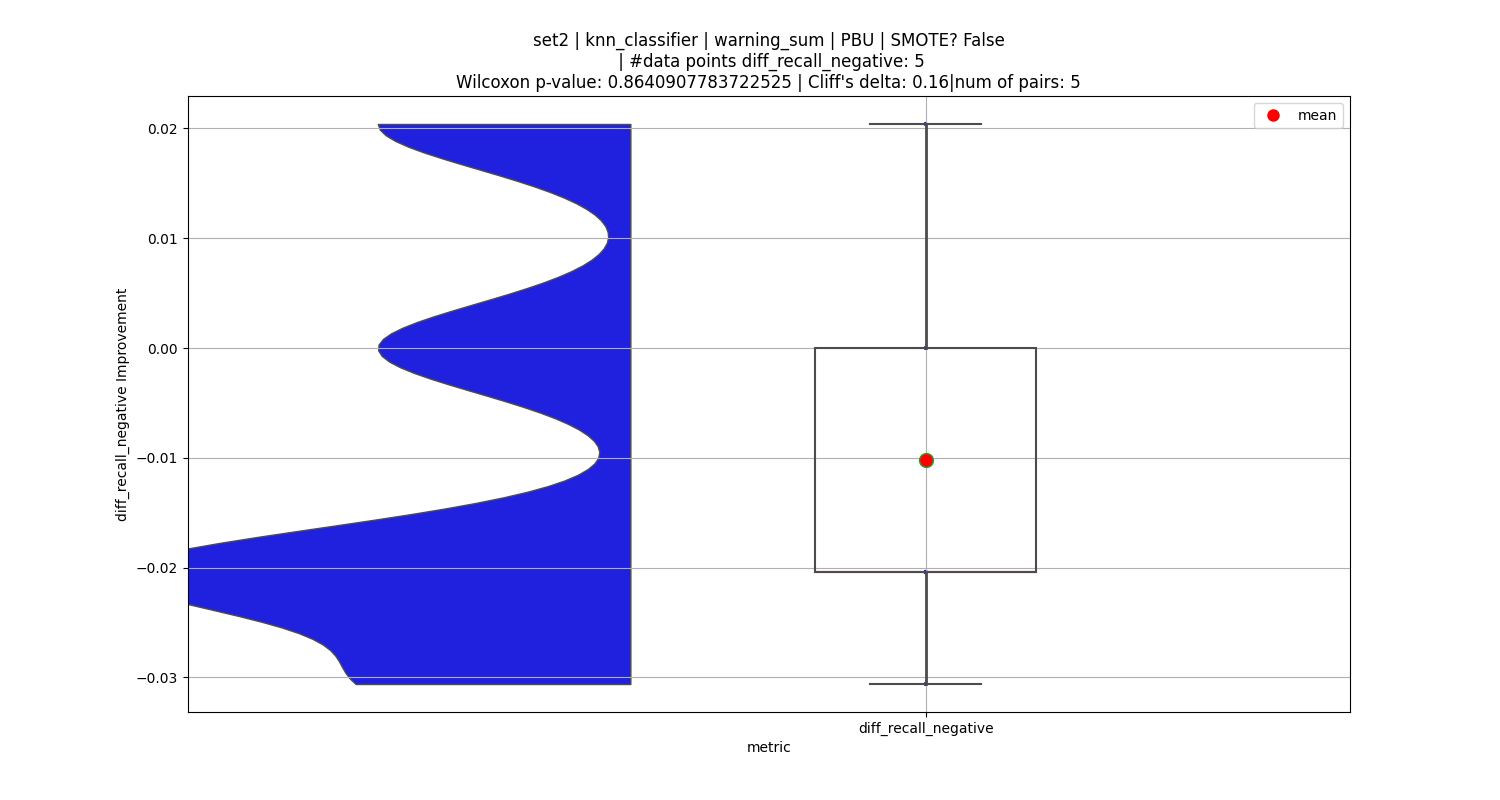 set2 | knn_classifier | warning_sum | PBU | SMOTE? False
| #data points diff_recall_negative: 5
Wilcoxon p-value: 0.8640907783722525 | Cliff's delta: 0.16|num of pairs: 5
mean
0.02
0.01
0.00
−0.01
−0.02
−0.03
diff_recall_negative Improvement
diff_recall_negative
metric